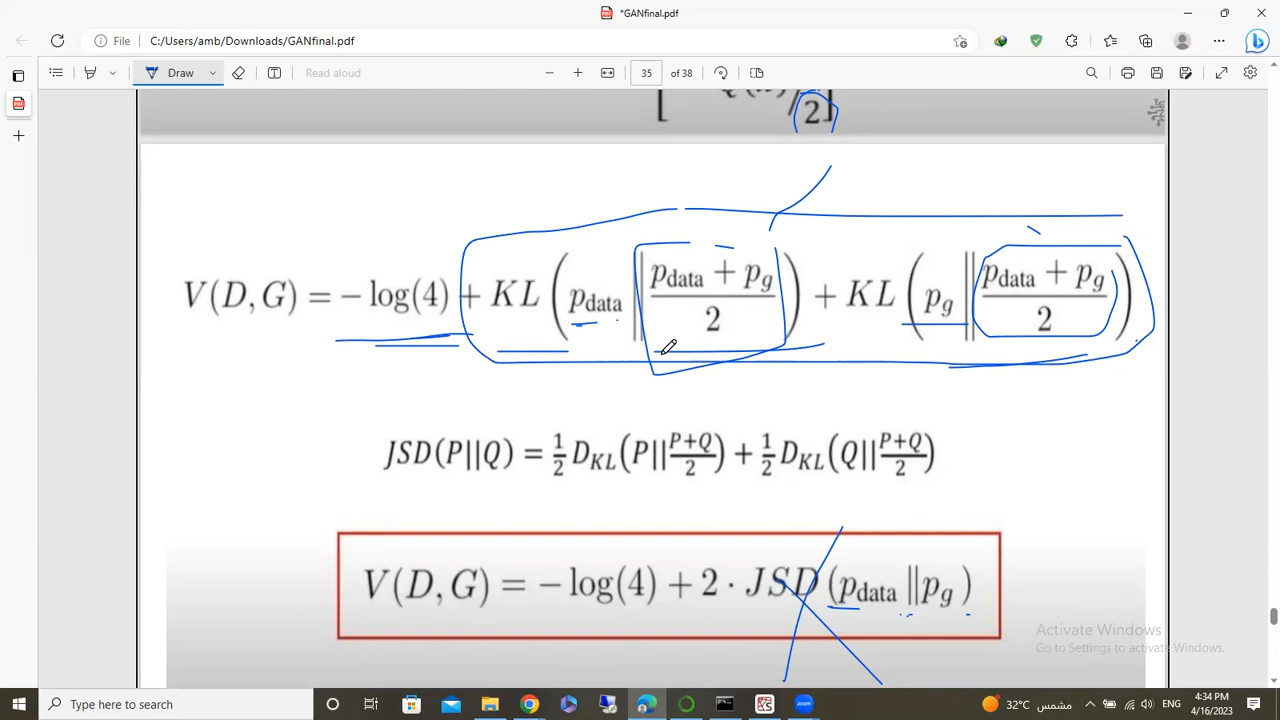 *GANfinal.pdf
File C:/Users/amb/Downloads/GANfinal.pdf
Draw Read aloud 35 of 38
2
V(D, G) = − log(4) + KL ( p_data || (p_data + p_g)/2 ) + KL ( p_g || (p_data + p_g)/2 )
JSD(P||Q) = 1/2 D_KL(P||(P+Q)/2) + 1/2 D_KL(Q||(P+Q)/2)
V(D, G) = − log(4) + 2 · JSD (p_data || p_g )
Activate Windows
Go to Settings to activate Windows.
Type here to search
zoom
32°C مشمس
4:34 PM
4/16/2023